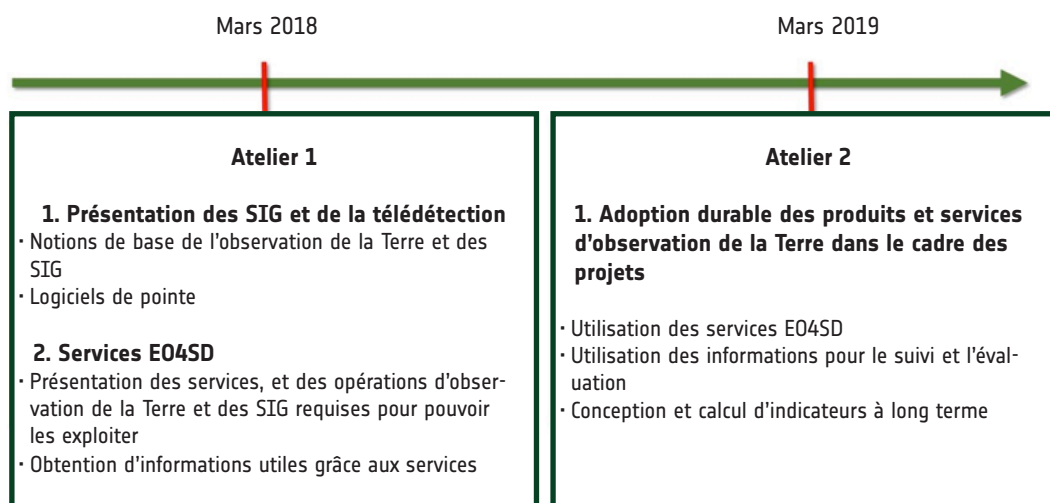 Mars 2018
Mars 2019
Atelier 1
1. Présentation des SIG et de la télédétection
· Notions de base de l'observation de la Terre et des
SIG
· Logiciels de pointe
2. Services EO4SD
· Présentation des services, et des opérations d'obser-
vation de la Terre et des SIG requises pour pouvoir
les exploiter
· Obtention d'informations utiles grâce aux services
Atelier 2
1. Adoption durable des produits et services
d'observation de la Terre dans le cadre des
projets
· Utilisation des services EO4SD
· Utilisation des informations pour le suivi et l'éval-
uation
· Conception et calcul d'indicateurs à long terme